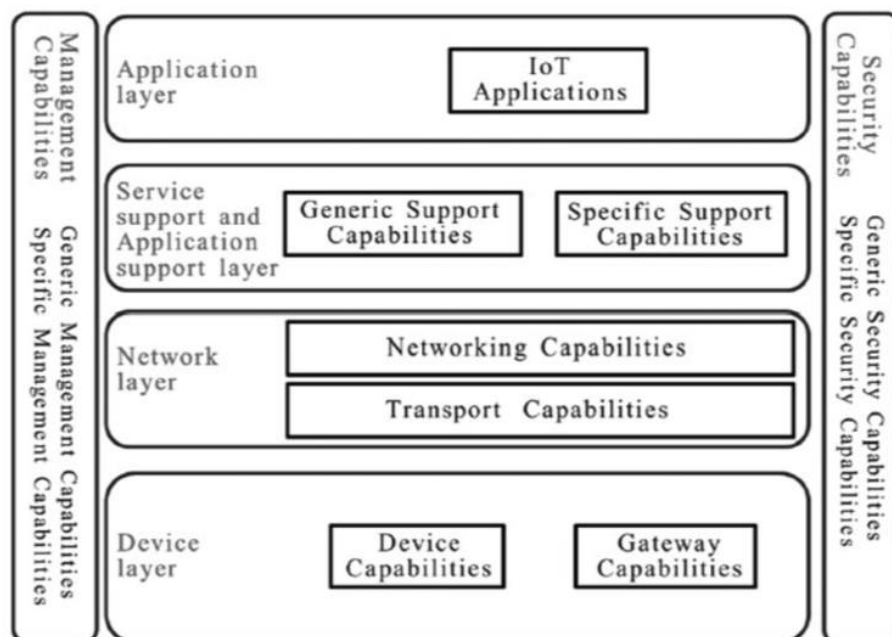 Management
Capabilities
Generic Management Capabilities
Specific Management Capabilities
Application
layer
IoT
Applications
Service
support and
Application
support layer
Generic Support
Capabilities
Specific Support
Capabilities
Network
layer
Networking Capabilities
Transport Capabilities
Device
layer
Device
Capabilities
Gateway
Capabilities
Security
Capabilities
Generic Security Capabilities
Specific Security Capabilities